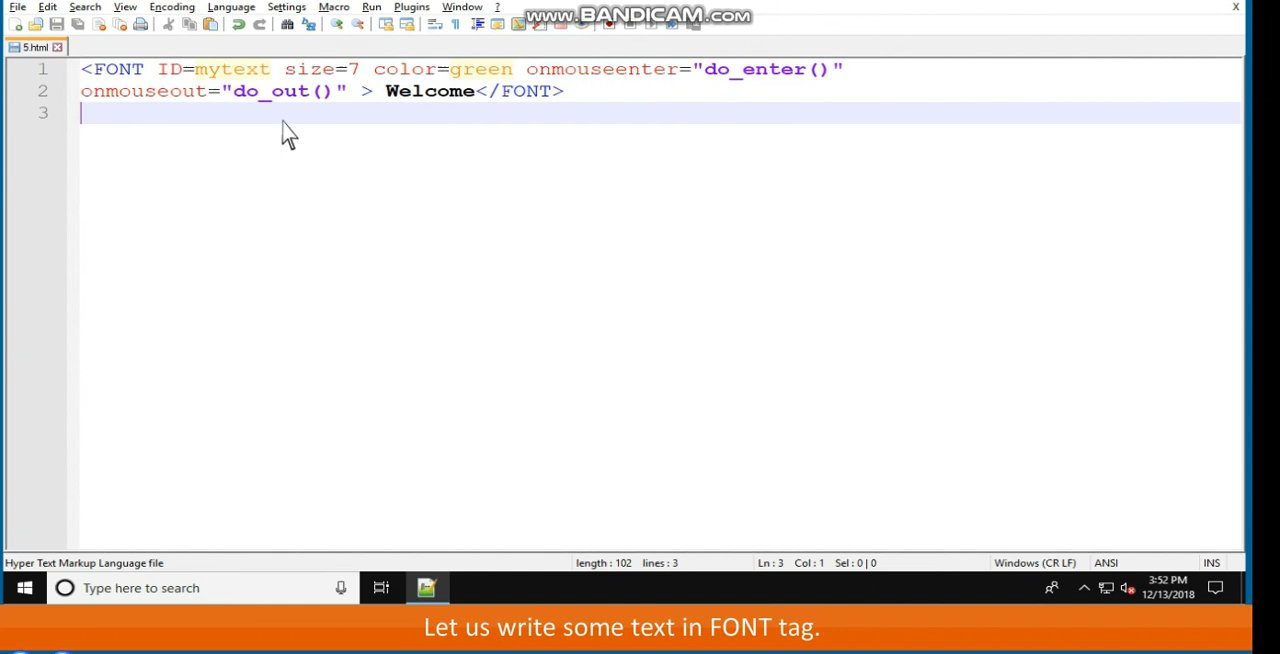 File Edit Search View Encoding Language Settings Macro Run Plugins Window ? X
www.BANDICAM.com
5.html
1 <FONT ID=mytext size=7 color=green onmouseenter="do_enter()"
2 onmouseout="do_out()" > Welcome</FONT>
3
Hyper Text Markup Language file length : 102 lines : 3 Ln : 3 Col : 1 Sel : 0 | 0 Windows (CR LF) ANSI INS
Type here to search 3:52 PM
12/13/2018
Let us write some text in FONT tag.